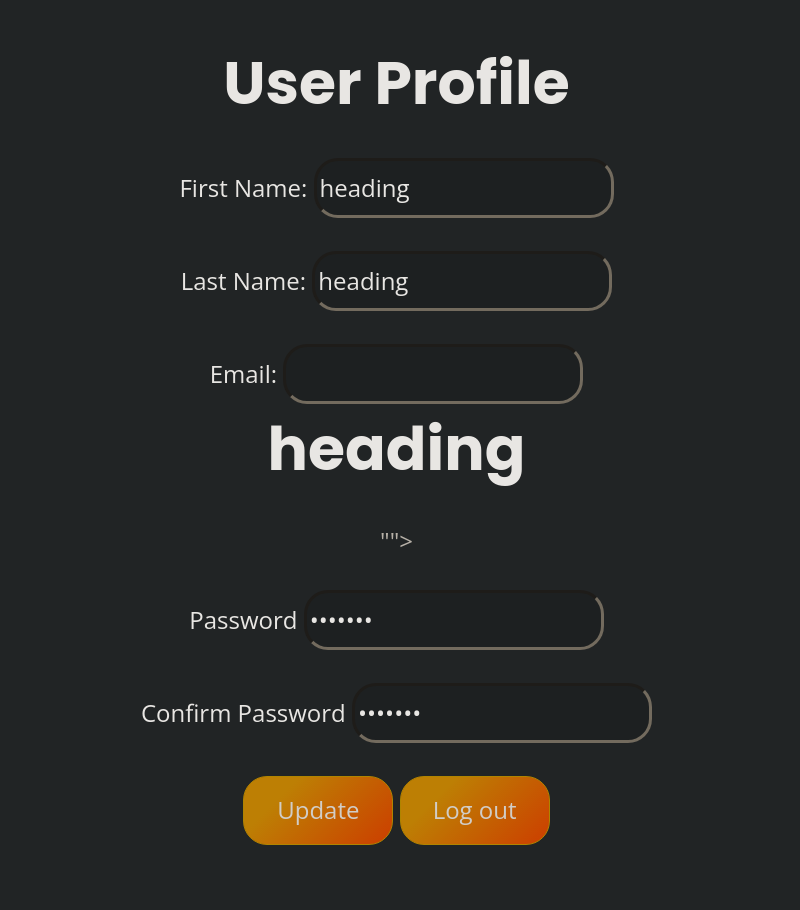 User Profile
First Name: heading
Last Name: heading
Email:
heading
"">
Password •••••••
Confirm Password •••••••
Update Log out